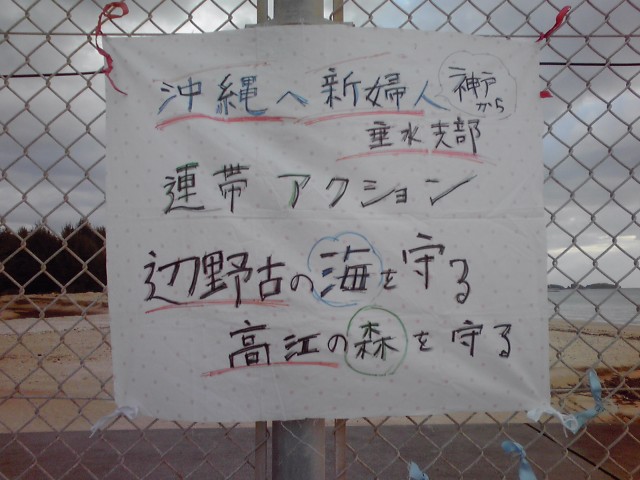 沖縄へ新婦人 神戸から
垂水支部
連帯アクション
辺野古の海を守る
高江の森を守る